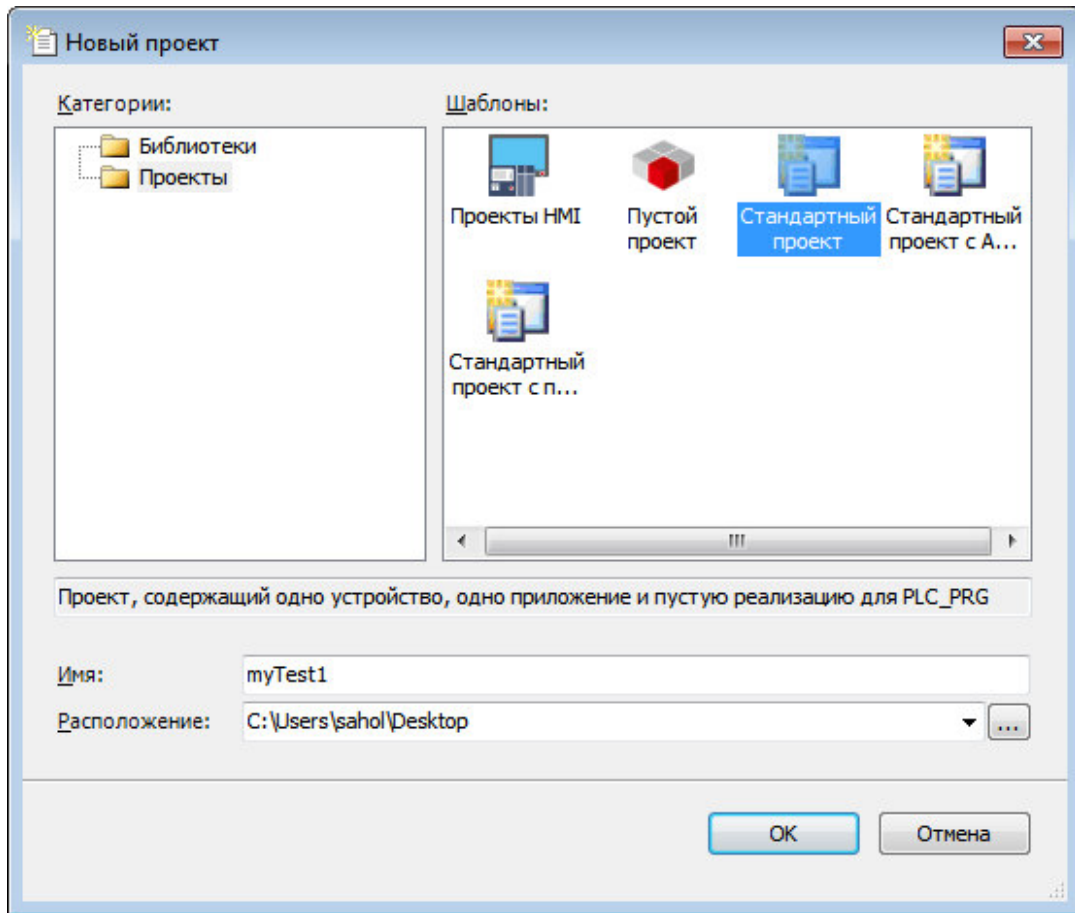 Новый проект
Категории:
Шаблоны:
Библиотеки
Проекты
Проекты HMI
Пустой
проект
Стандартный
проект
Стандартный
проект с А...
Стандартный
проект с п...
Проект, содержащий одно устройство, одно приложение и пустую реализацию для PLC_PRG
Имя:
myTest1
Расположение:
C:\Users\sahol\Desktop
...
OK
Отмена